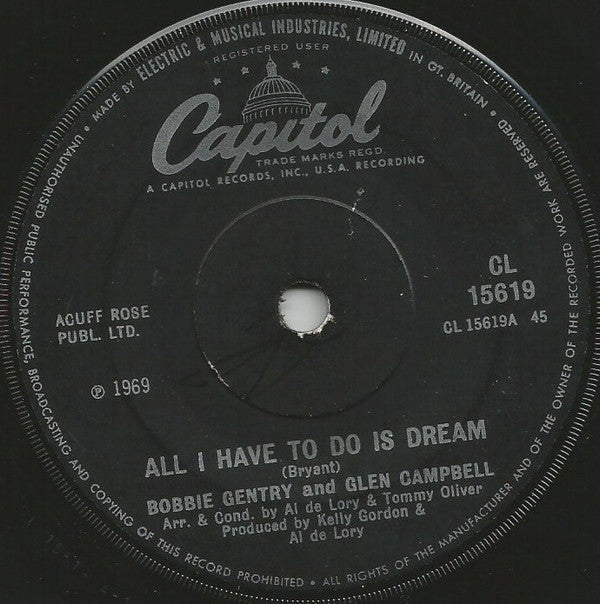 UNAUTHORISED PUBLIC PERFORMANCE, BROADCASTING AND COPYING OF THIS RECORD PROHIBITED • ALL RIGHTS OF THE MANUFACTURER AND OF THE OWNER OF THE RECORDED WORK ARE RESERVED
• MADE BY ELECTRIC & MUSICAL INDUSTRIES, LIMITED IN GT. BRITAIN •
REGISTERED USER
Capitol
TRADE MARKS REGD.
A CAPITOL RECORDS, INC., U.S.A. RECORDING
CL
15619
CL 15619A 45
ACUFF ROSE
PUBL. LTD.
℗ 1969
ALL I HAVE TO DO IS DREAM
(Bryant)
BOBBIE GENTRY and GLEN CAMPBELL
Arr. & Cond. by Al de Lory & Tommy Oliver
Produced by Kelly Gordon &
Al de Lory